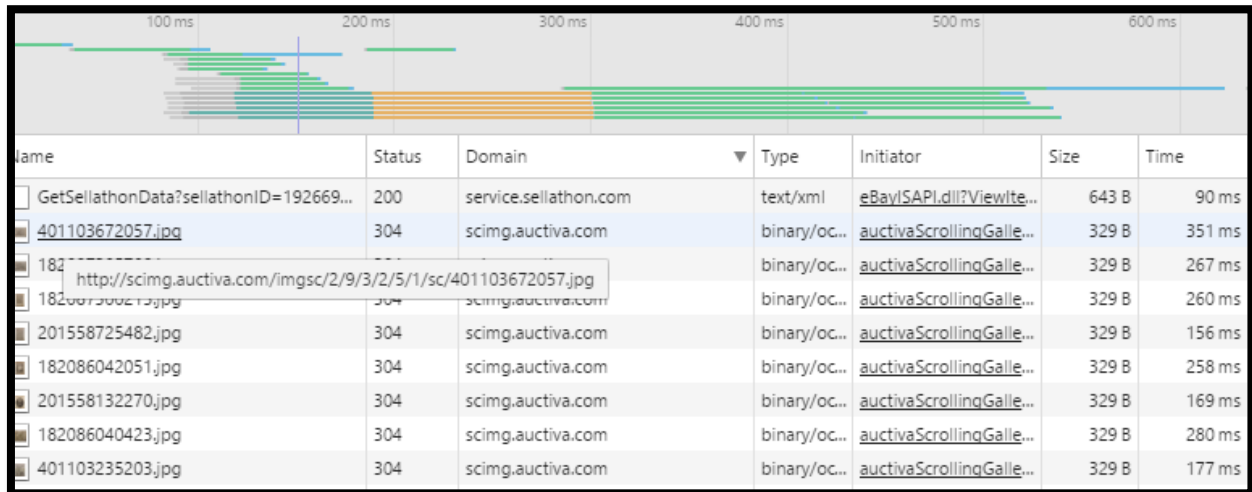 100 ms 200 ms 300 ms 400 ms 500 ms 600 ms
Name Status Domain ▼ Type Initiator Size Time
GetSellathonData?sellathonID=192669... 200 service.sellathon.com text/xml eBayISAPI.dll?ViewIte... 643 B 90 ms
401103672057.jpg 304 scimg.auctiva.com binary/oc... auctivaScrollingGalle... 329 B 351 ms
binary/oc... auctivaScrollingGalle... 329 B 267 ms
http://scimg.auctiva.com/imgsc/2/9/3/2/5/1/sc/401103672057.jpg
304 scimg.auctiva.com binary/oc... auctivaScrollingGalle... 329 B 260 ms
201558725482.jpg 304 scimg.auctiva.com binary/oc... auctivaScrollingGalle... 329 B 156 ms
182086042051.jpg 304 scimg.auctiva.com binary/oc... auctivaScrollingGalle... 329 B 258 ms
201558132270.jpg 304 scimg.auctiva.com binary/oc... auctivaScrollingGalle... 329 B 169 ms
182086040423.jpg 304 scimg.auctiva.com binary/oc... auctivaScrollingGalle... 329 B 280 ms
401103235203.jpg 304 scimg.auctiva.com binary/oc... auctivaScrollingGalle... 329 B 177 ms